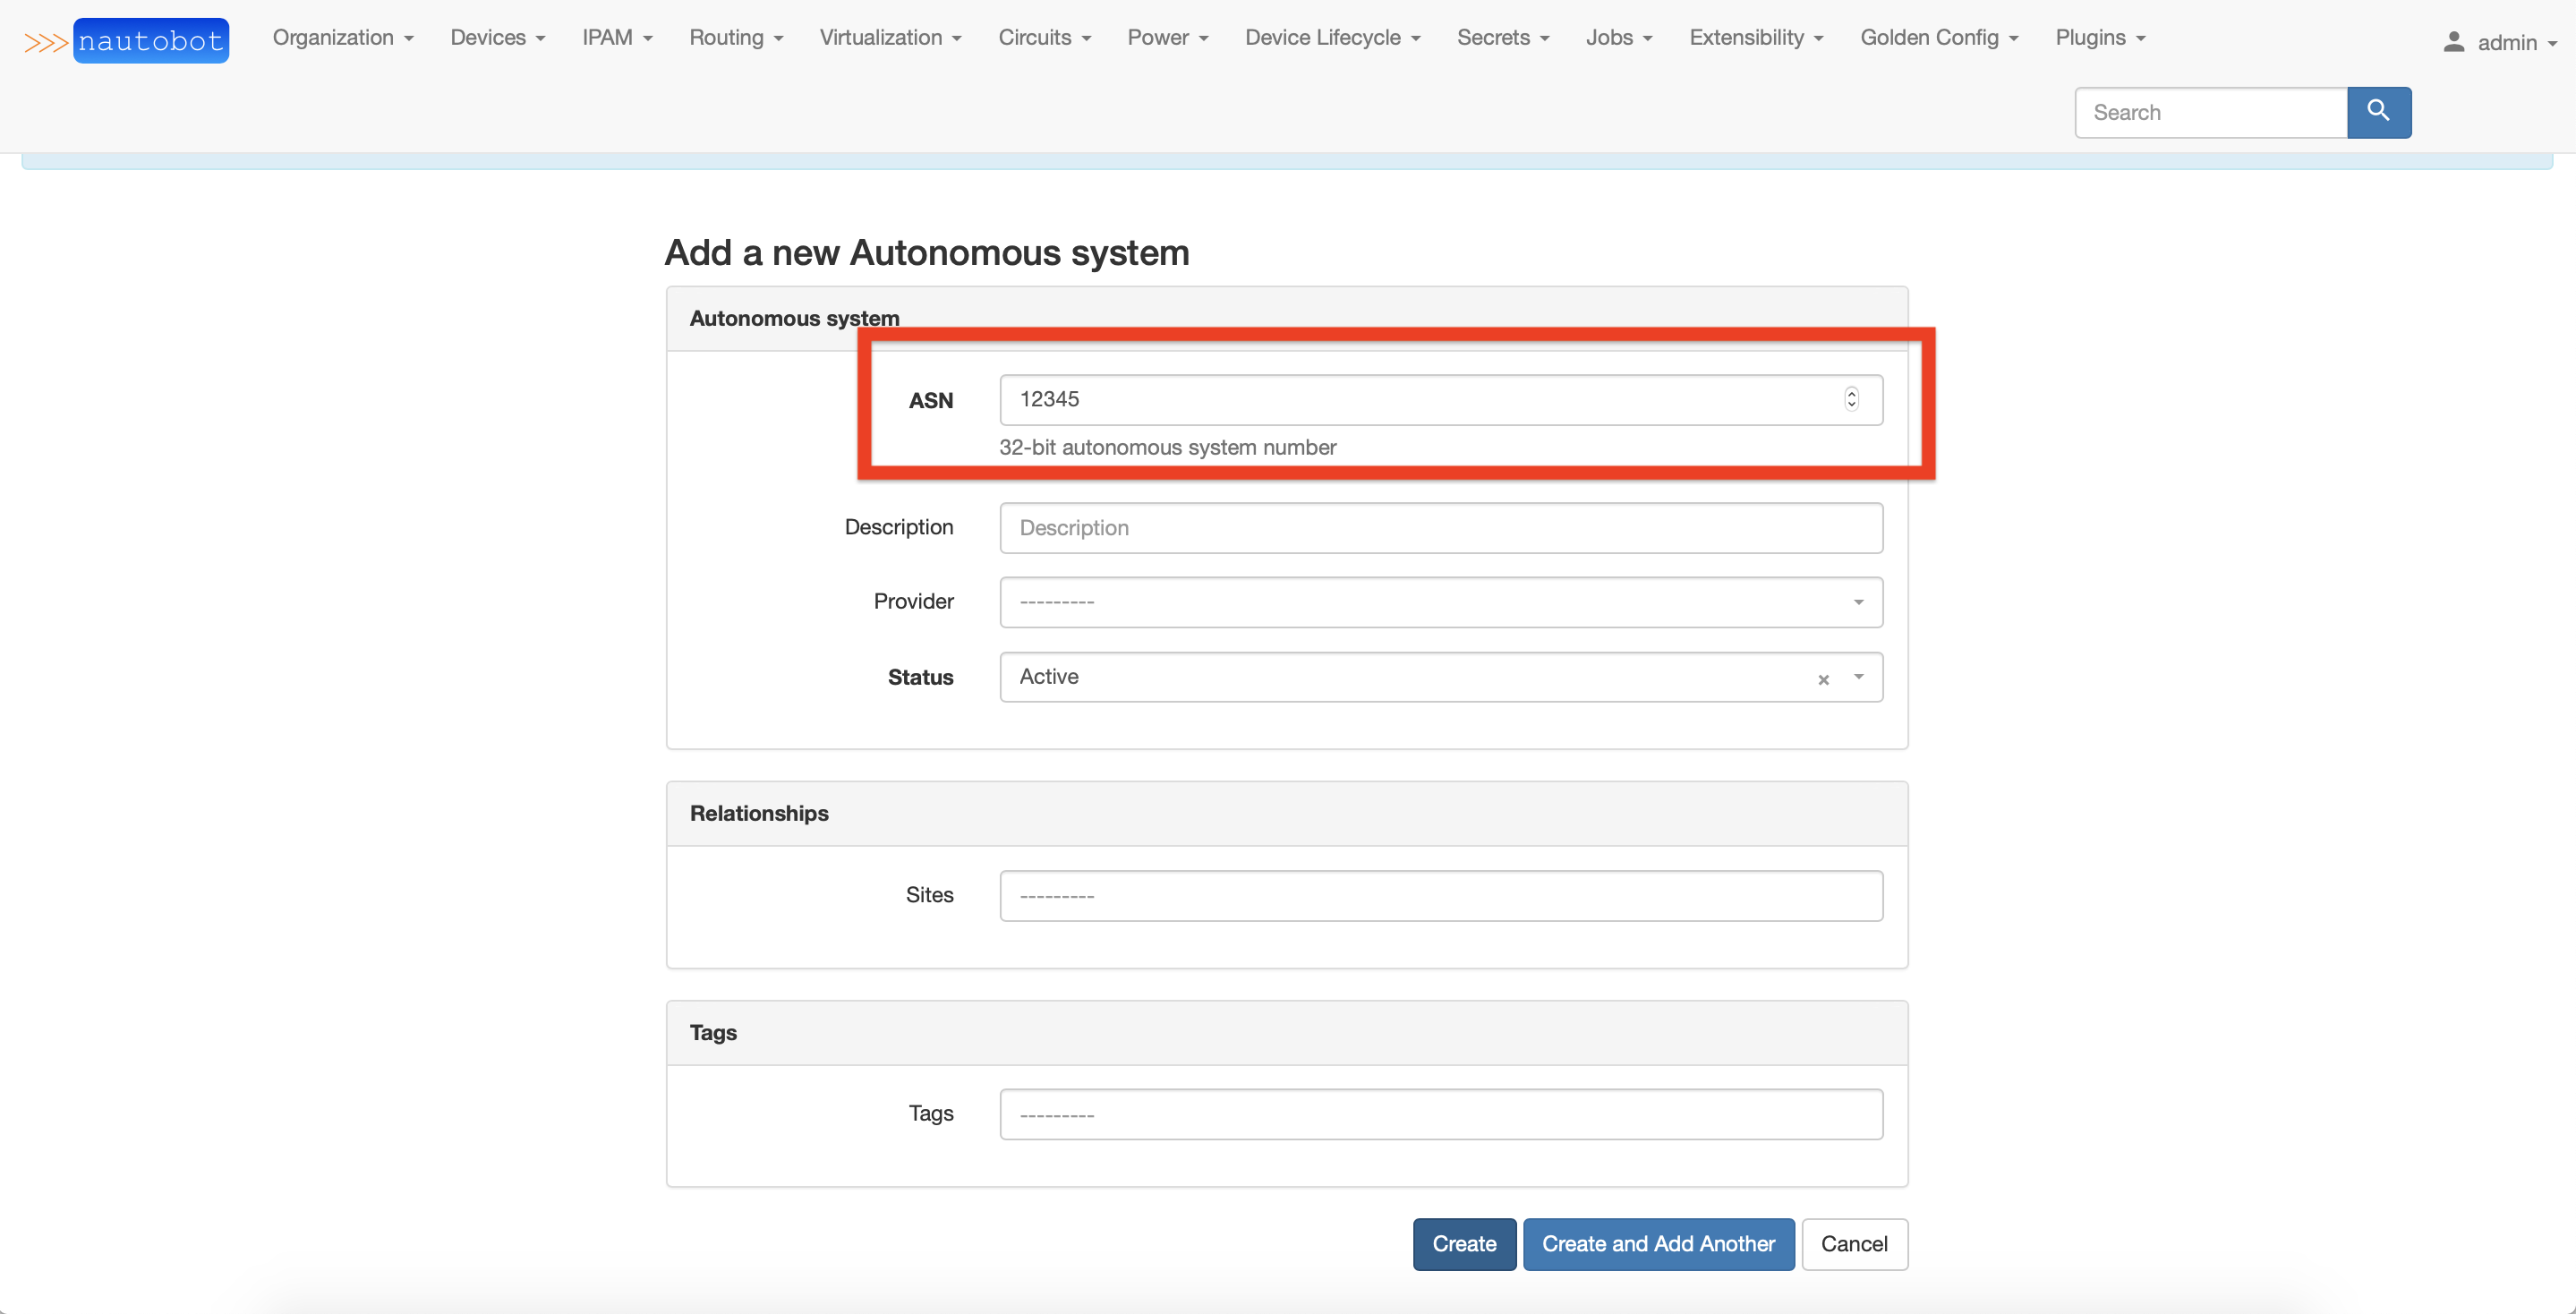 >>> nautobot Organization Devices IPAM Routing Virtualization Circuits Power Device Lifecycle Secrets Jobs Extensibility Golden Config Plugins admin
Search
Add a new Autonomous system
Autonomous system
ASN 12345
32-bit autonomous system number
Description Description
Provider ---------
Status Active ×
Relationships
Sites ---------
Tags
Tags ---------
Create Create and Add Another Cancel